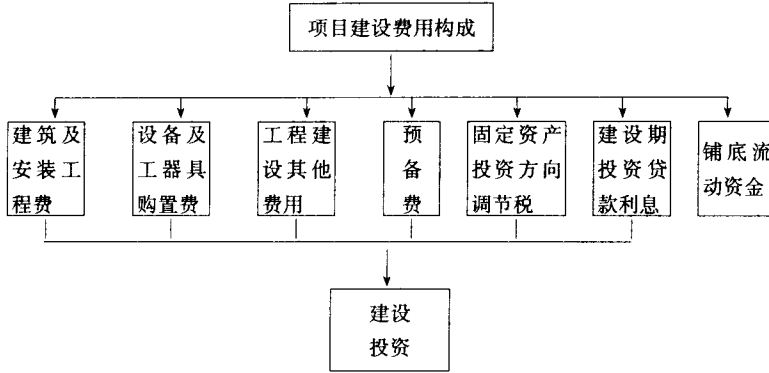 项目建设费用构成
建筑及
安装工
程费
设备及
工器具
购置费
工程建
设其他
费用
预
备
费
固定资产
投资方向
调节税
建设期
投资贷
款利息
铺底流
动资金
建设
投资